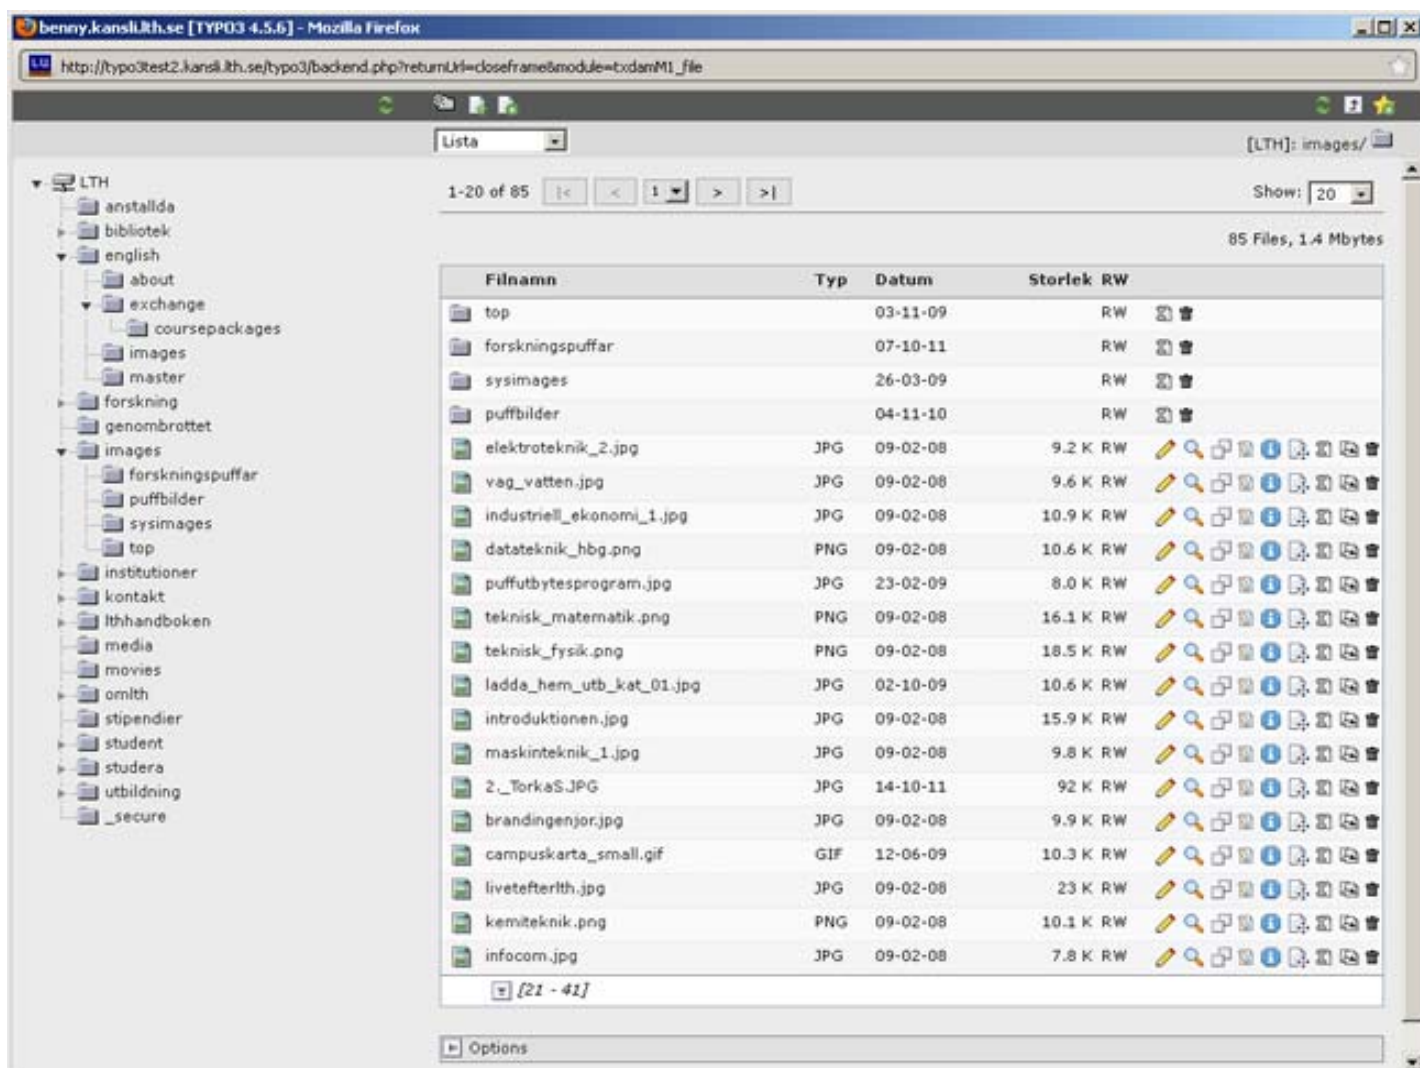 benny.kansli.lth.se [TYPO3 4.5.6] - Mozilla Firefox
http://typo3test2.kansli.lth.se/typo3/backend.php?returnUrl=closeframe&module=txdamM1_file
Lista
[LTH]: images/
LTH
anstallda
bibliotek
english
about
exchange
coursepackages
images
master
forskning
genombrottet
images
forskningspuffar
puffbilder
sysimages
top
institutioner
kontakt
lthhandboken
media
movies
omlth
stipendier
student
studera
utbildning
_secure
1-20 of 85 |< < 1 > >|
Show: 20
85 Files, 1.4 Mbytes
Filnamn Typ Datum Storlek RW
top 03-11-09 RW
forskningspuffar 07-10-11 RW
sysimages 26-03-09 RW
puffbilder 04-11-10 RW
elektroteknik_2.jpg JPG 09-02-08 9.2 K RW
vag_vatten.jpg JPG 09-02-08 9.6 K RW
industriell_ekonomi_1.jpg JPG 09-02-08 10.9 K RW
datateknik_hbg.png PNG 09-02-08 10.6 K RW
puffutbytesprogram.jpg JPG 23-02-09 8.0 K RW
teknisk_matematik.png PNG 09-02-08 16.1 K RW
teknisk_fysik.png PNG 09-02-08 18.5 K RW
ladda_hem_utb_kat_01.jpg JPG 02-10-09 10.6 K RW
introduktionen.jpg JPG 09-02-08 15.9 K RW
maskinteknik_1.jpg JPG 09-02-08 9.8 K RW
2._TorkaS.JPG JPG 14-10-11 92 K RW
brandingenjor.jpg JPG 09-02-08 9.9 K RW
campuskarta_small.gif GIF 12-06-09 10.3 K RW
livetefterlth.jpg JPG 09-02-08 23 K RW
kemiteknik.png PNG 09-02-08 10.1 K RW
infocom.jpg JPG 09-02-08 7.8 K RW
[21 - 41]
Options